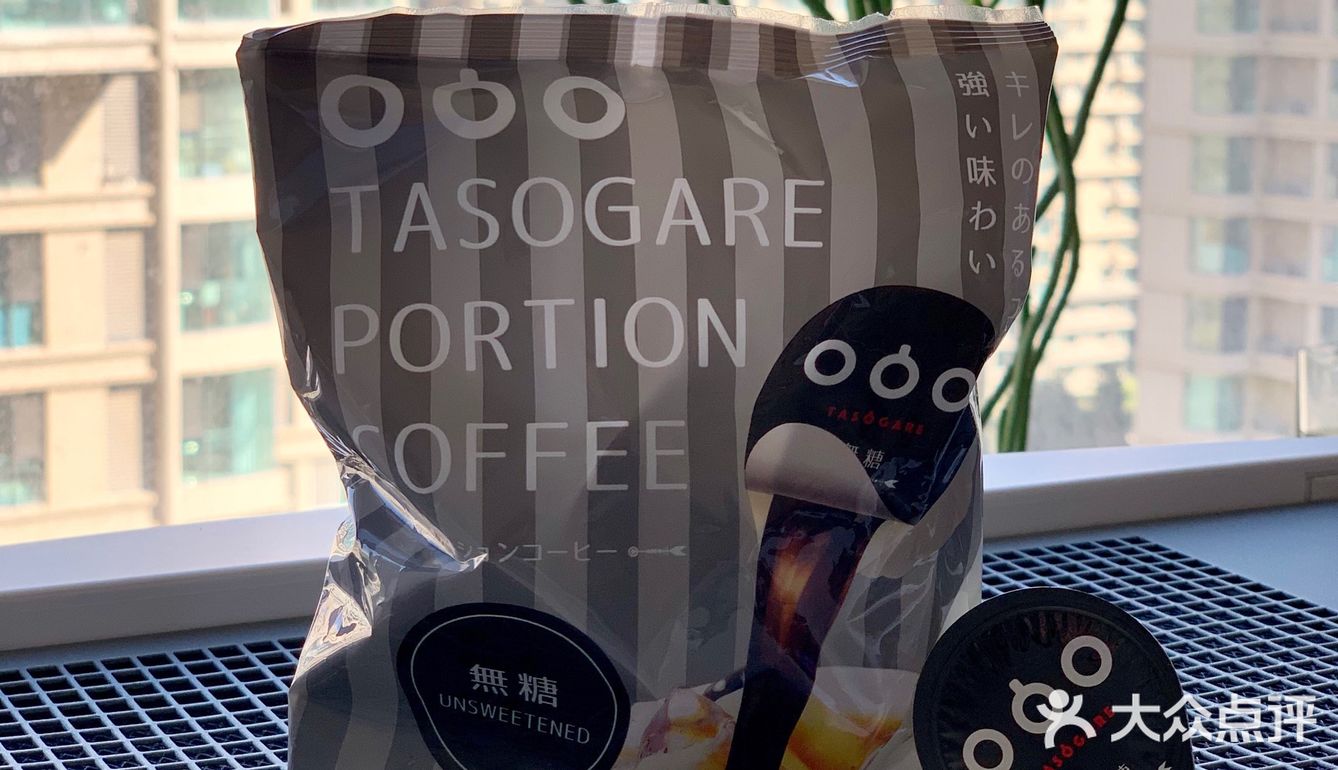 TASOGARE
PORTION
COFFEE
ションコーヒー
キレのある
強い味わい
TASOGARE
無糖
無糖
UNSWEETENED
TASOGARE
大众点评